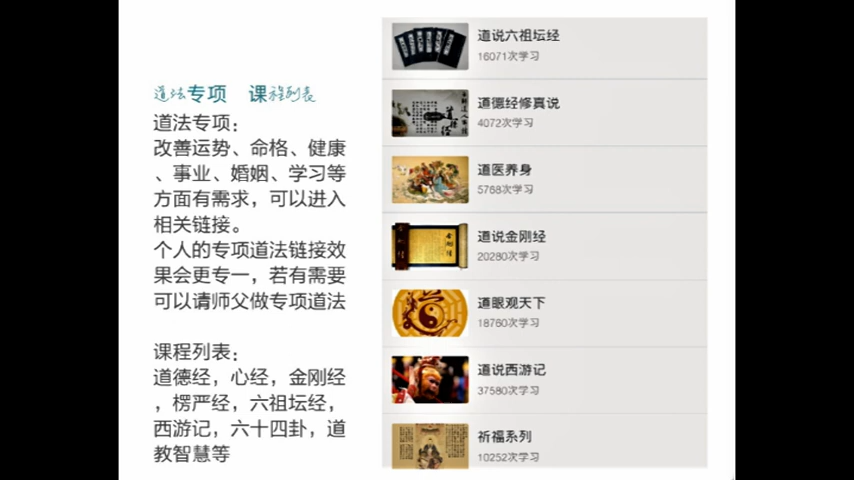 道法专项 课程列表
道法专项：
改善运势、命格、健康
、事业、婚姻、学习等
方面有需求，可以进入
相关链接。
个人的专项道法链接效
果会更专一，若有需要
可以请师父做专项道法
课程列表：
道德经，心经，金刚经
，楞严经，六祖坛经，
西游记，六十四卦，道
教智慧等
道说六祖坛经
16071次学习
道德经修真说
4072次学习
道医养身
5768次学习
道说金刚经
20280次学习
道眼观天下
18760次学习
道说西游记
37580次学习
祈福系列
10252次学习